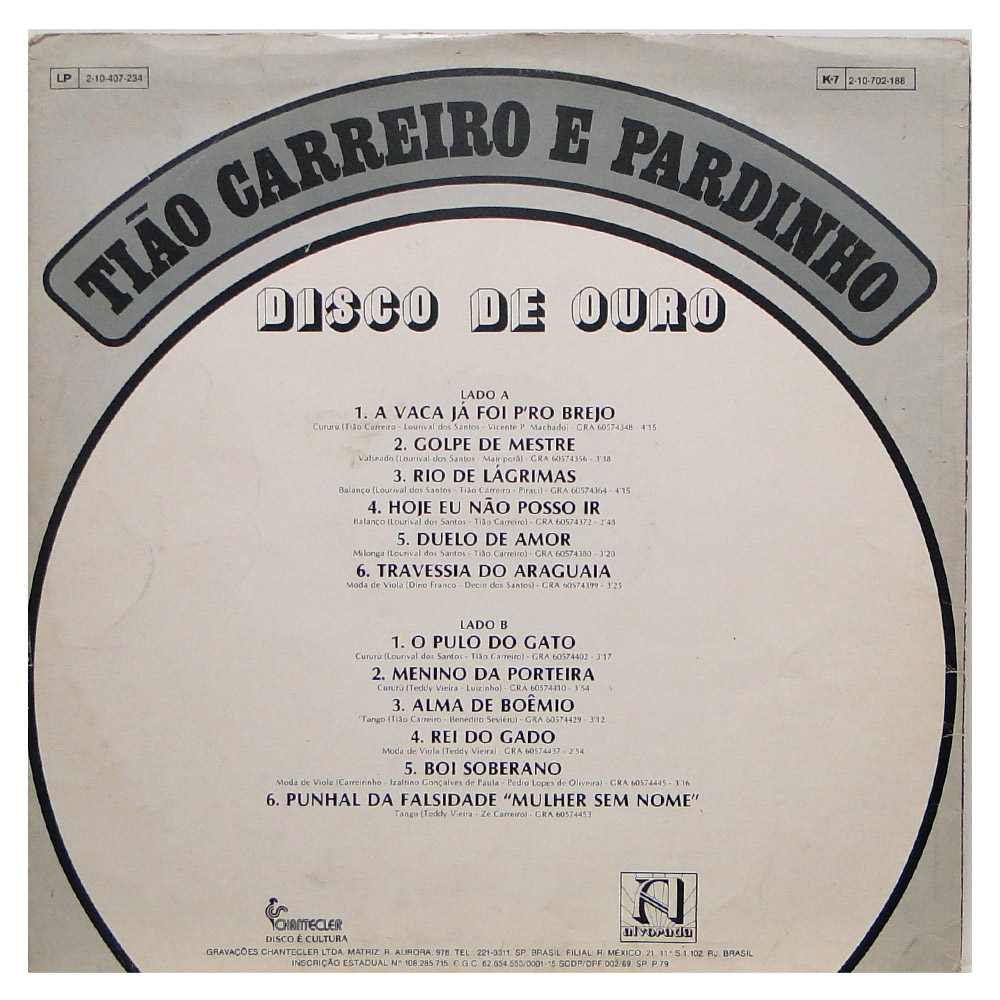 LP 2-10-407-234
K-7 2-10-702-188
TIÃO CARREIRO E PARDINHO
DISCO DE OURO
LADO A
1. A VACA JÁ FOI P'RO BREJO
Cururú (Tião Carreiro - Lourival dos Santos - Vicente P. Machado) - GRA 60574348 - 4'15
2. GOLPE DE MESTRE
Valseado (Lourival dos Santos - Mairiporã) - GRA 60574356 - 3'38
3. RIO DE LÁGRIMAS
Balanço (Lourival dos Santos - Tião Carreiro - Piraci) - GRA 60574364 - 4'15
4. HOJE EU NÃO POSSO IR
Balanço (Lourival dos Santos - Tião Carreiro) - GRA 60574372 - 2'48
5. DUELO DE AMOR
Milonga (Lourival dos Santos - Tião Carreiro) - GRA 60574380 - 3'20
6. TRAVESSIA DO ARAGUAIA
Moda de Viola (Dino Franco - Decio dos Santos) - GRA 60574399 - 3'25
LADO B
1. O PULO DO GATO
Cururú (Lourival dos Santos - Tião Carreiro) - GRA 60574402 - 3'17
2. MENINO DA PORTEIRA
Cururú (Teddy Vieira - Luizinho) - GRA 60574410 - 3'54
3. ALMA DE BOÊMIO
Tango (Tião Carreiro - Benedito Seviéro) - GRA 60574429 - 3'12
4. REI DO GADO
Moda de Viola (Teddy Vieira) - GRA 60574437 - 2'54
5. BOI SOBERANO
Moda de Viola (Carreirinho - Izaltino Gonçalves de Paula - Pedro Lopes de Oliveira) - GRA 60574445 - 3'16
6. PUNHAL DA FALSIDADE "MULHER SEM NOME"
Tango (Teddy Vieira - Zé Carreiro) - GRA 60574453
CHANTECLER
DISCO É CULTURA
A
alvorada
GRAVAÇÕES CHANTECLER LTDA. MATRIZ: R. AURORA, 978. TEL.: 221-3311. SP. BRASIL. FILIAL: R. MÉXICO, 21, 11º S.1.102. RJ. BRASIL
INSCRIÇÃO ESTADUAL Nº 108.285.715. C.G.C. 62.654.553/0001-15 SCDP/DPF 002/69. SP. P.79